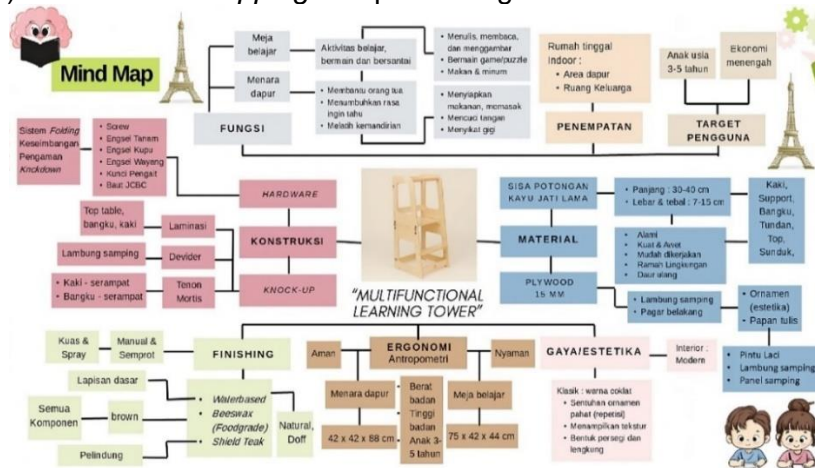 pping
Mind Map
Meja
belajar
Menara
dapur
FUNGSI
Aktivitas belajar,
bermain dan bersantai
• Membantu orang tua
• Menumbuhkan rasa
ingin tahu
• Melatih kemandirian
• Menulis, membaca,
dan menggambar
• Bermain game/puzzle
• Makan & minum
• Menyiapkan
makanan, memasak
• Mencuci tangan
• Menyikat gigi
Rumah tinggal
Indoor :
• Area dapur
• Ruang Keluarga
PENEMPATAN
Anak usia
3-5 tahun
Ekonomi
menengah
TARGET
PENGGUNA
Sistem Folding
Keseimbangan
Pengaman
Knckdown
• Screw
• Engsel Tanam
• Engsel Kupu
• Engsel Wayang
• Kunci Pengait
• Baut JCBC
HARDWARE
KONSTRUKSI
KNOCK-UP
Top table,
bangku, kaki
Laminasi
Lambung samping
Devider
• Kaki - serampat
• Bangku - serampat
Tenon
Mortis
"MULTIFUNCTIONAL
LEARNING TOWER"
SISA POTONGAN
KAYU JATI LAMA
MATERIAL
PLYWOOD
15 MM
• Panjang : 30-40 cm
• Lebar & tebal : 7-15 cm
• Alami
• Kuat & Awet
• Mudah dikerjakan
• Ramah Lingkungan
• Daur ulang
Kaki,
Support,
Bangku,
Tundan,
Top,
Sunduk,
• Lambung samping
• Pagar belakang
• Ornamen
(estetika)
• Papan tulis
• Pintu Laci
• Lambung samping
• Panel samping
Kuas &
Spray
Manual &
Semprot
FINISHING
Lapisan dasar
Semua
Komponen
brown
Pelindung
• Waterbased
• Beeswax
(Foodgrade)
• Shield Teak
Natural,
Doff
Aman
ERGONOMI
Antropometri
Nyaman
Menara dapur
42 x 42 x 88 cm
• Berat
badan
• Tinggi
badan
• Anak 3-
5 tahun
Meja belajar
75 x 42 x 44 cm
GAYA/ESTETIKA
Interior :
Modern
Klasik : warna coklat
• Sentuhan ornamen
pahat (repetisi)
• Menampilkan tekstur
• Bentuk persegi dan
lengkung